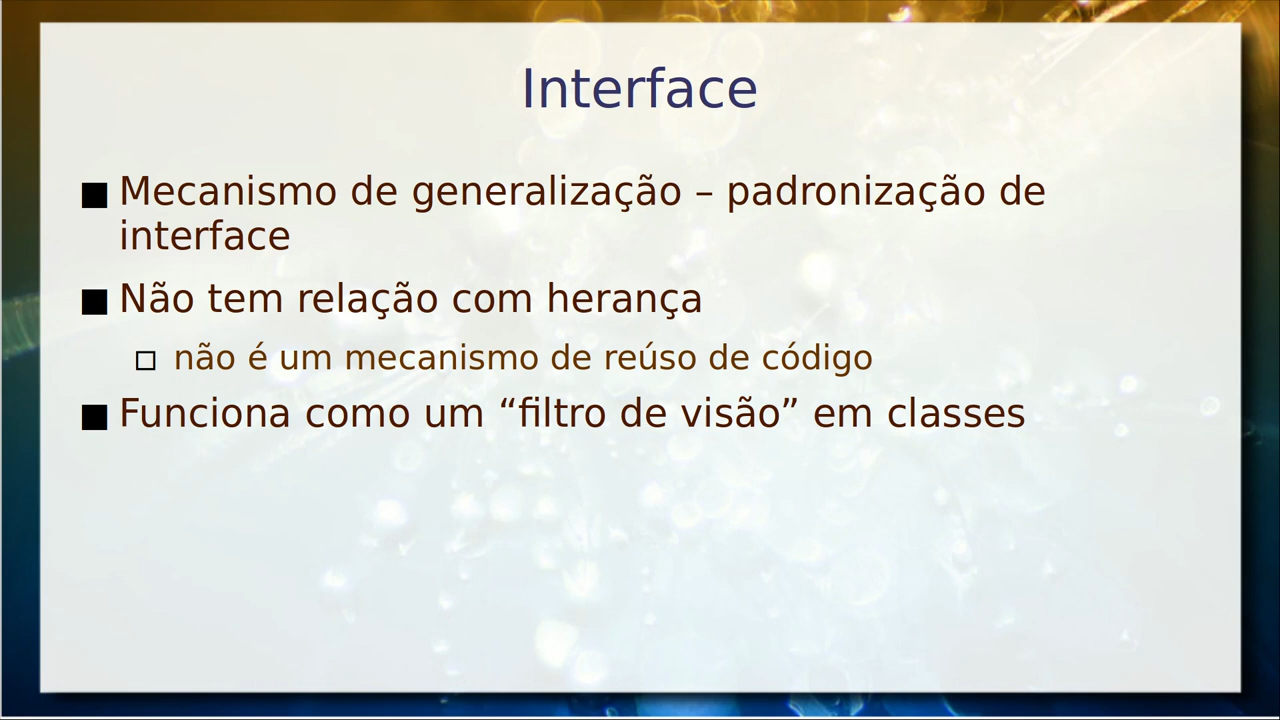 Interface
Mecanismo de generalização – padronização de
interface
Não tem relação com herança
não é um mecanismo de reúso de código
Funciona como um “filtro de visão” em classes